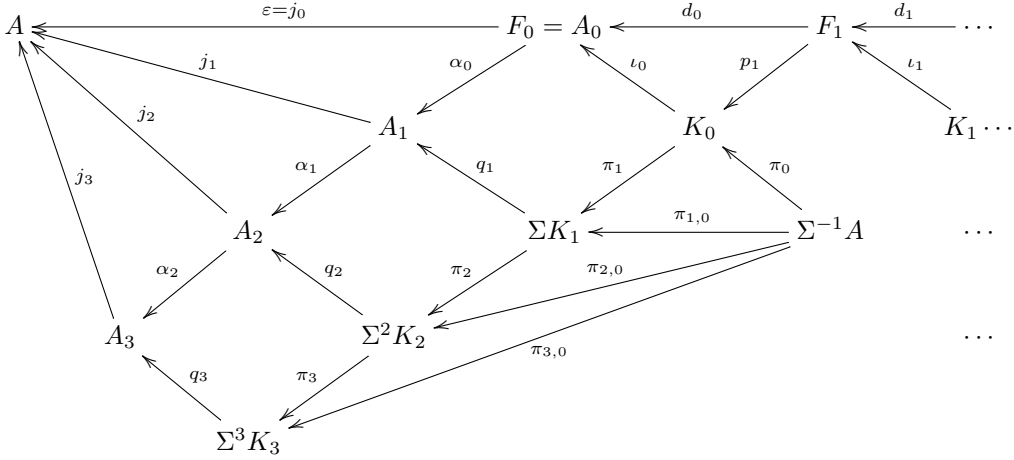 ε=j₀
d₀ d₁
A F₀ = A₀ F₁ ⋯
j₁ α₀ ι₀ p₁ ι₁
j₂
A₁ K₀ K₁ ⋯
j₃ α₁ q₁ π₁ π₀
π₁,₀
A₂ ΣK₁ Σ⁻¹A ⋯
α₂ q₂ π₂ π₂,₀
A₃ Σ²K₂ ⋯
π₃,₀
q₃ π₃
Σ³K₃